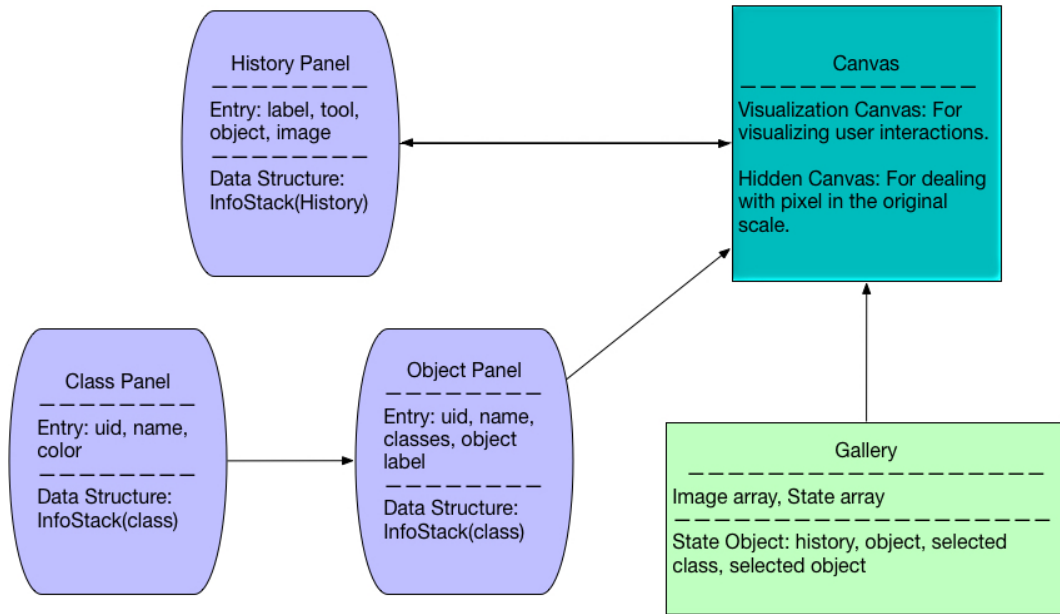 History Panel
Entry: label, tool,
object, image
Data Structure:
InfoStack(History)
Canvas
Visualization Canvas: For
visualizing user interactions.
Hidden Canvas: For dealing
with pixel in the original
scale.
Class Panel
Entry: uid, name,
color
Data Structure:
InfoStack(class)
Object Panel
Entry: uid, name,
classes, object
label
Data Structure:
InfoStack(class)
Gallery
Image array, State array
State Object: history, object, selected
class, selected object